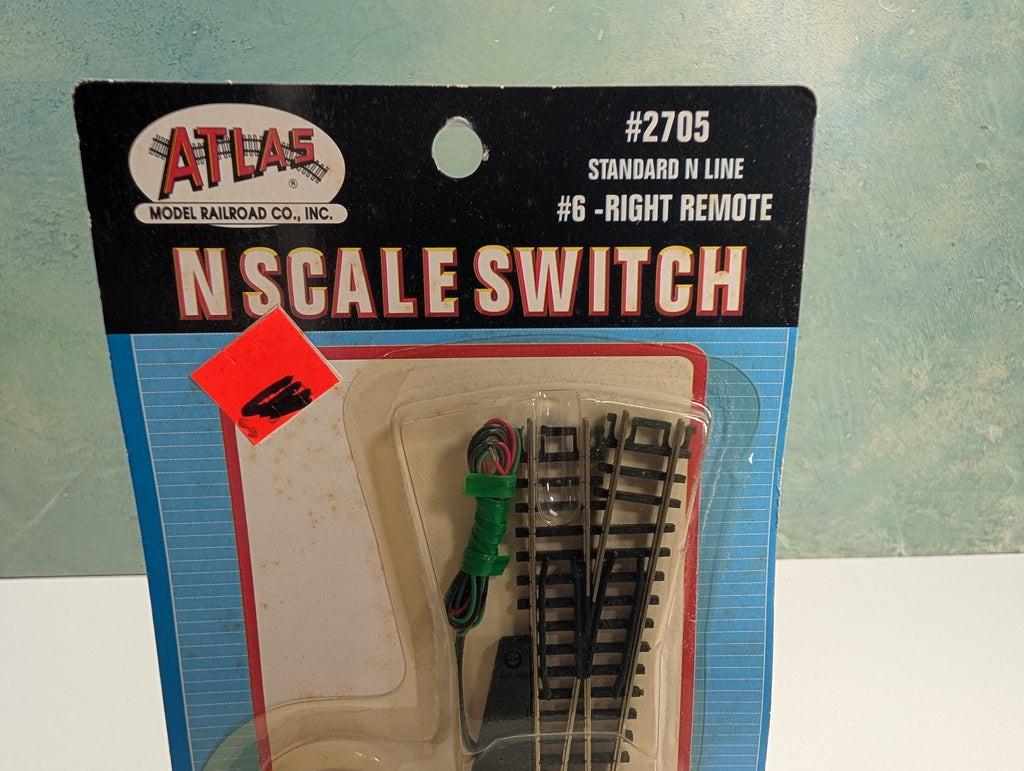 ATLAS
®
MODEL RAILROAD CO., INC.
#2705
STANDARD N LINE
#6 -RIGHT REMOTE
N SCALE SWITCH